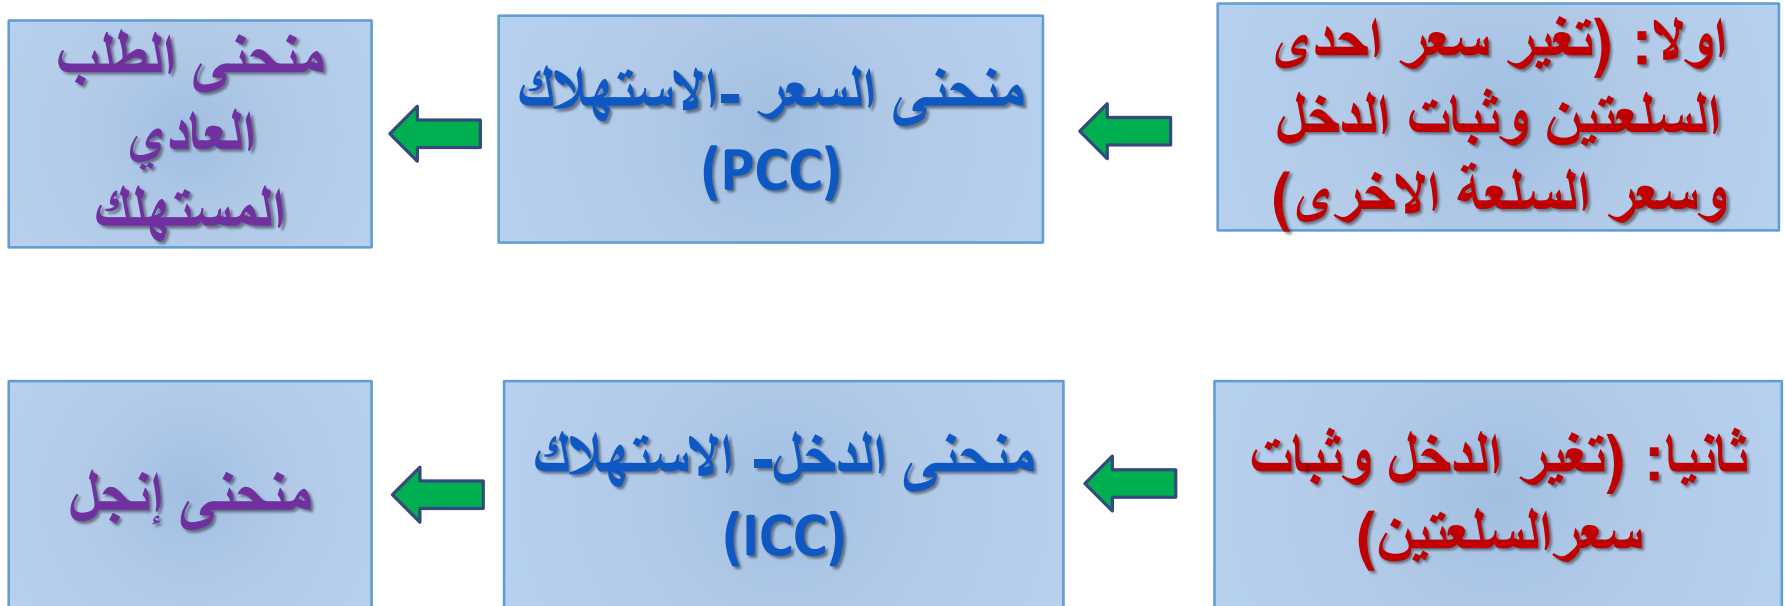 اولا: (تغير سعر احدى
السلعتين وثبات الدخل
وسعر السلعة الاخرى)
منحنى السعر -الاستهلاك
(PCC)
منحنى الطلب
العادي
المستهلك
ثانيا: (تغير الدخل وثبات
سعرالسلعتين)
منحنى الدخل- الاستهلاك
(ICC)
منحنى إنجل